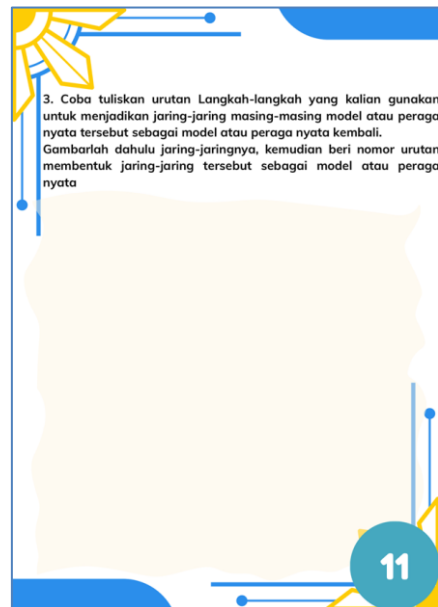 3. Coba tuliskan urutan Langkah-langkah yang kalian gunakan
untuk menjadikan jaring-jaring masing-masing model atau peraga
nyata tersebut sebagai model atau peraga nyata kembali.
Gambarlah dahulu jaring-jaringnya, kemudian beri nomor urutan
membentuk jaring-jaring tersebut sebagai model atau peraga
nyata
11